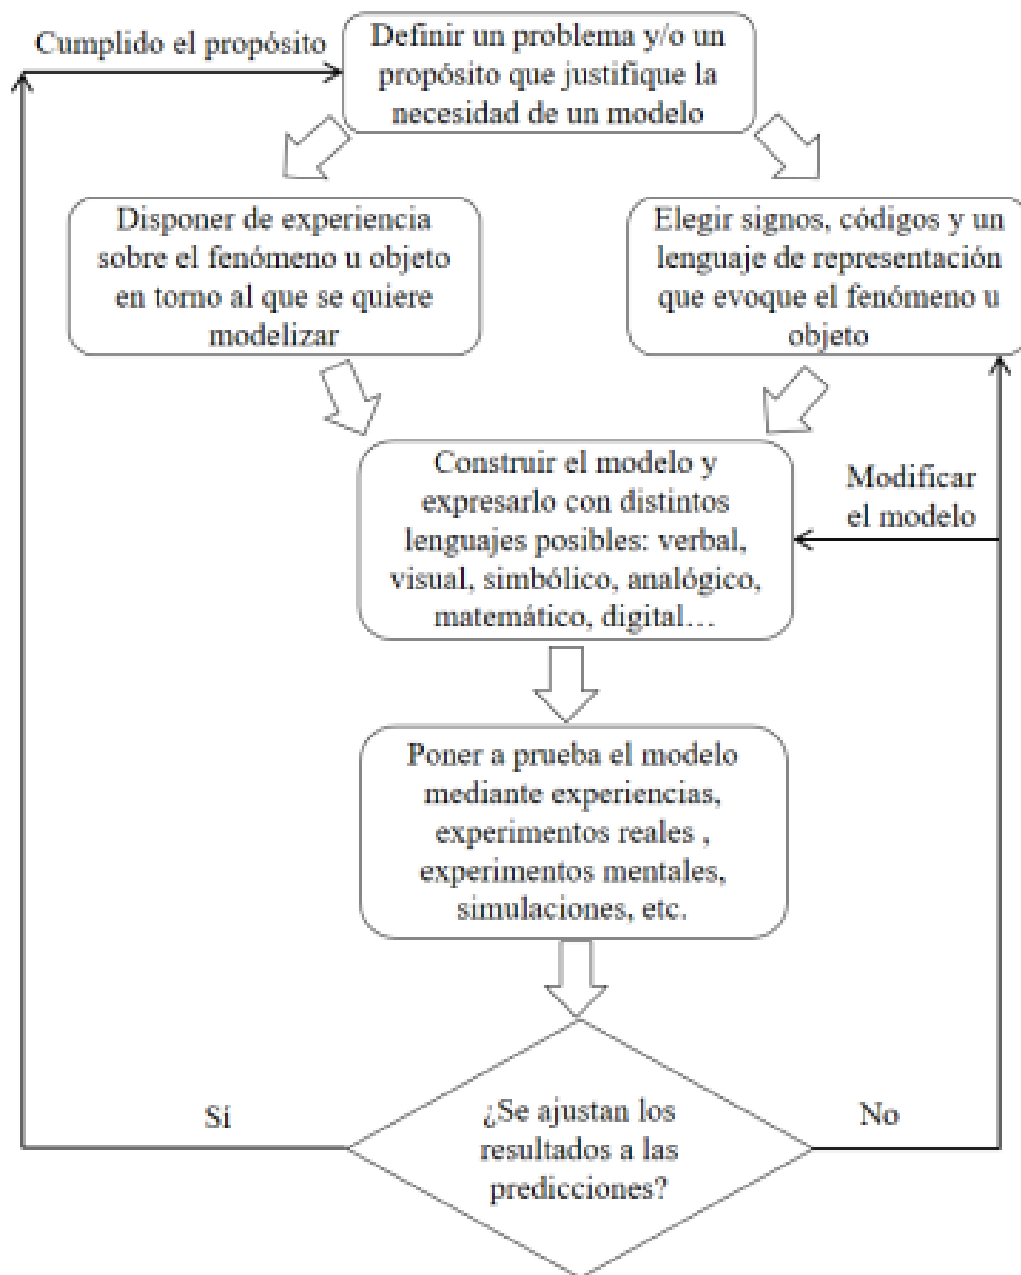 Cumplido el propósito
Definir un problema y/o un
propósito que justifique la
necesidad de un modelo
Disponer de experiencia
sobre el fenómeno u objeto
en torno al que se quiere
modelizar
Elegir signos, códigos y un
lenguaje de representación
que evoque el fenómeno u
objeto
Construir el modelo y
expresarlo con distintos
lenguajes posibles: verbal,
visual, simbólico, analógico,
matemático, digital…
Modificar
el modelo
Poner a prueba el modelo
mediante experiencias,
experimentos reales ,
experimentos mentales,
simulaciones, etc.
Sí
¿Se ajustan los
resultados a las
predicciones?
No